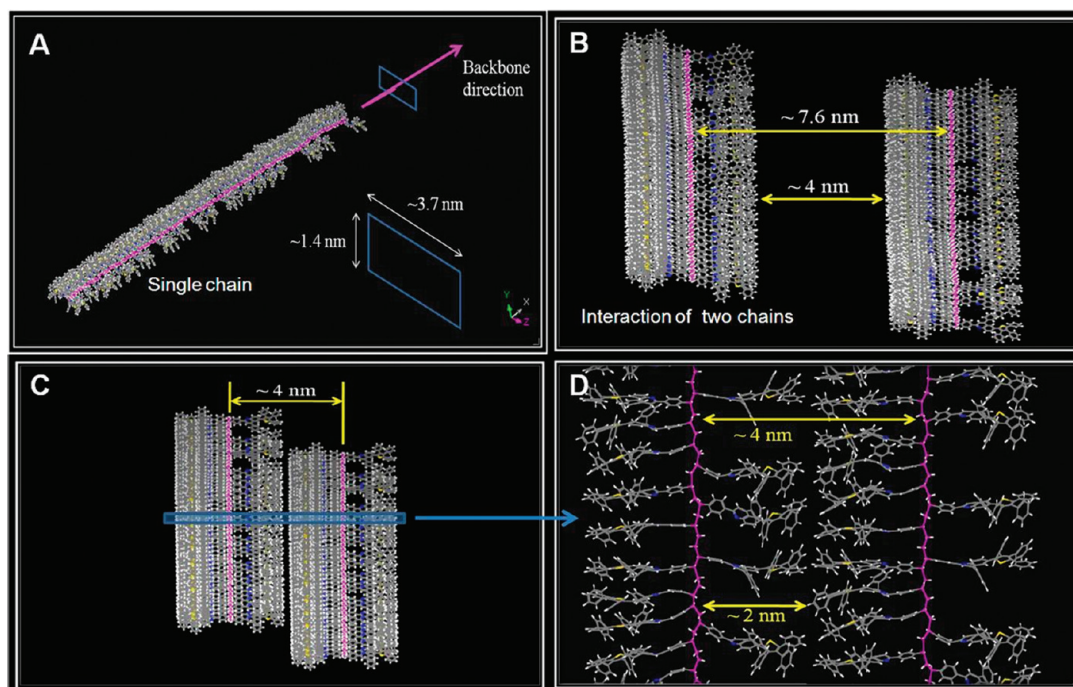 A
Backbone
direction
~3.7 nm
~1.4 nm
Single chain
Y
X
Z
B
~ 7.6 nm
~ 4 nm
Interaction of two chains
C
~ 4 nm
D
~ 4 nm
~ 2 nm